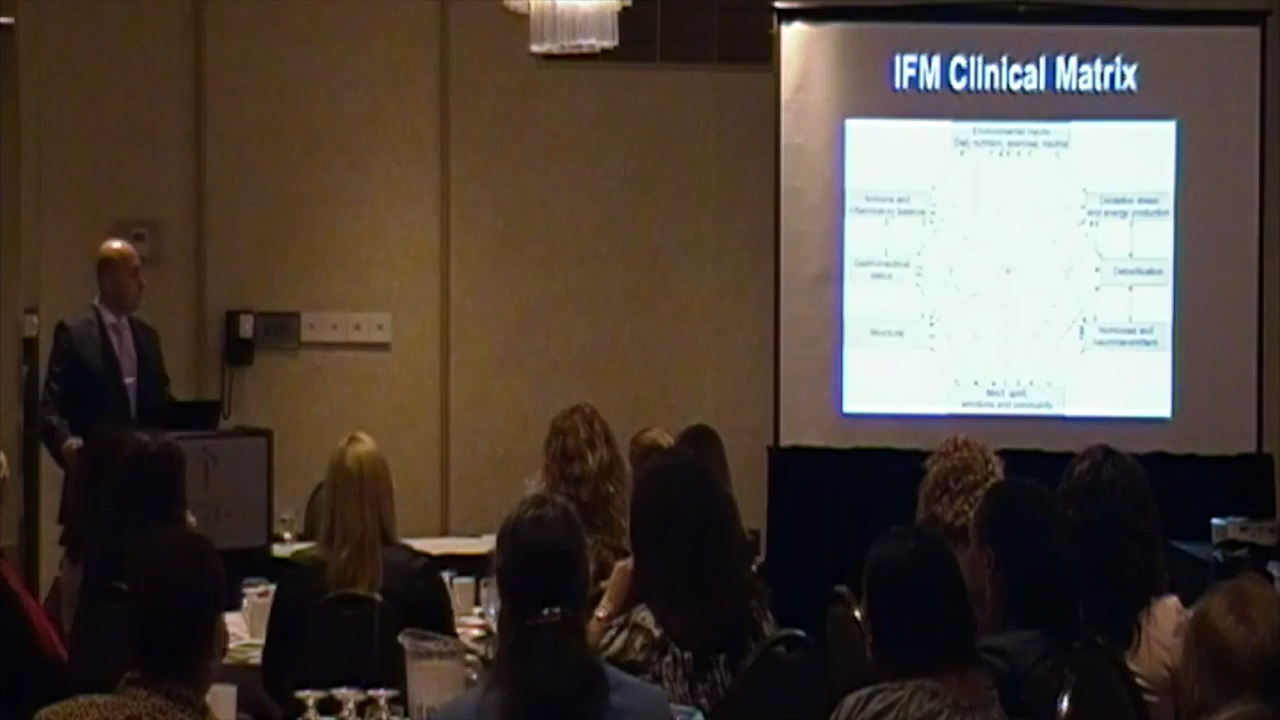 IFM Clinical Matrix
Environmental inputs
Diet, nutrition, exercise, trauma
Immune and
inflammatory balance
Oxidative stress
and energy production
Gastrointestinal
status
Detoxification
Structural
Hormones and
neurotransmitters
Mind, spirit,
emotions and community